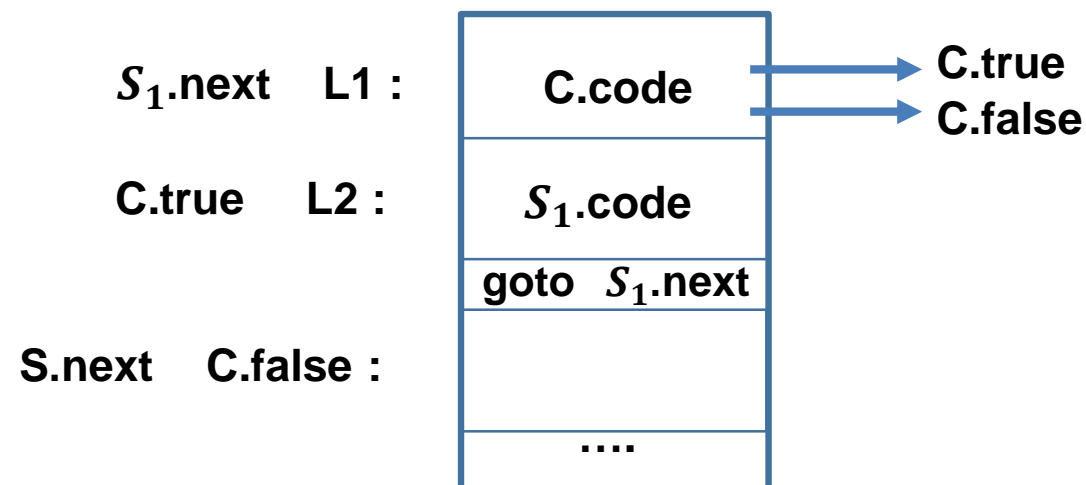 S₁.next L1 : C.code C.true
C.false
C.true L2 : S₁.code
goto S₁.next
S.next C.false :
....